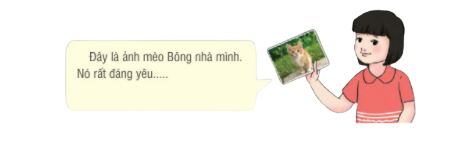 Đây là ảnh mèo Bông nhà mình.
Nó rất đáng yêu.....